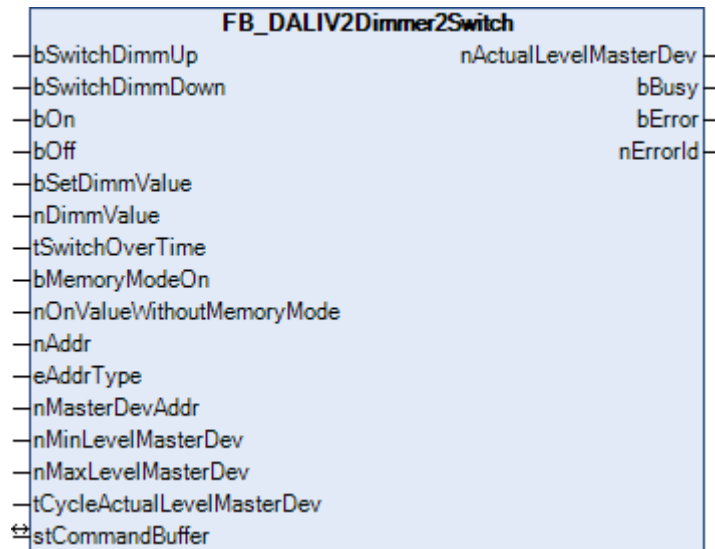 FB_DALIV2Dimmer2Switch
bSwitchDimmUp nActualLevelMasterDev
bSwitchDimmDown bBusy
bOn bError
bOff nErrorId
bSetDimmValue
nDimmValue
tSwitchOverTime
bMemoryModeOn
nOnValueWithoutMemoryMode
nAddr
eAddrType
nMasterDevAddr
nMinLevelMasterDev
nMaxLevelMasterDev
tCycleActualLevelMasterDev
stCommandBuffer